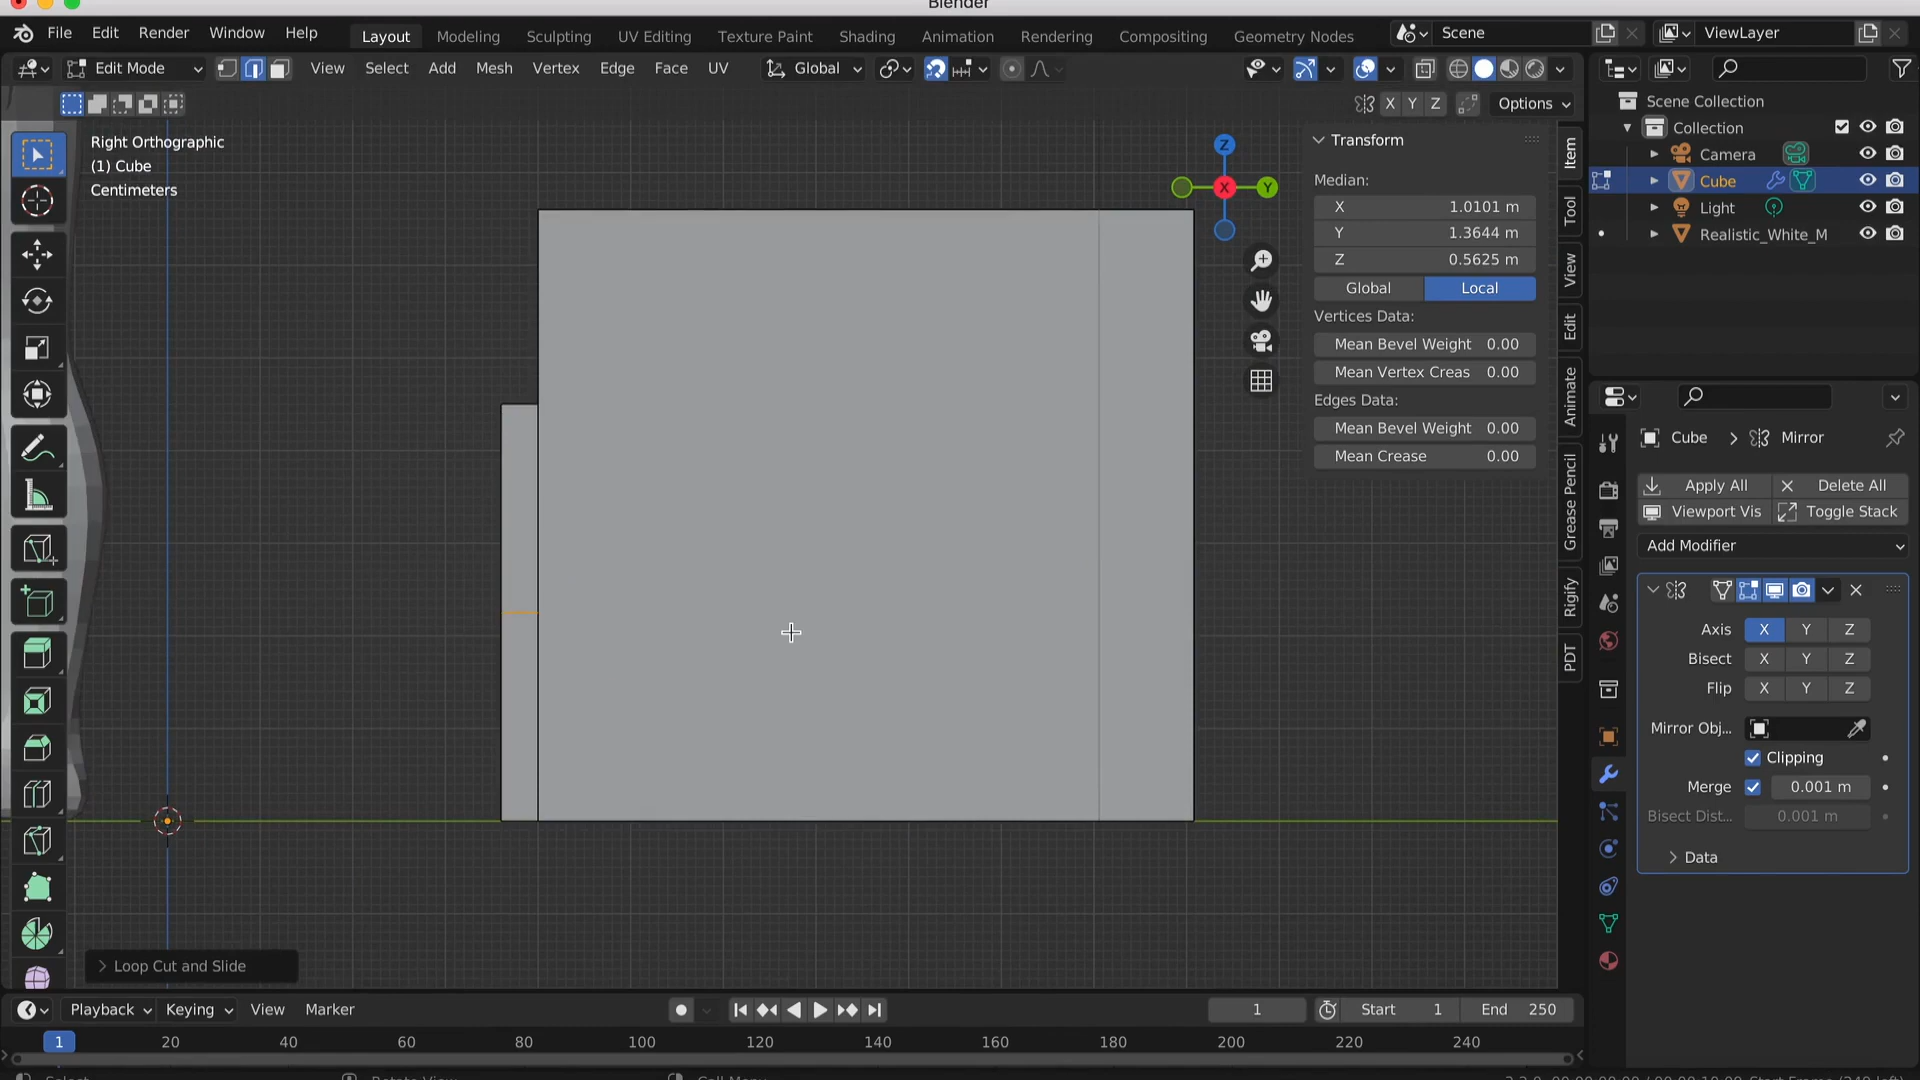 Blender
File Edit Render Window Help Layout Modeling Sculpting UV Editing Texture Paint Shading Animation Rendering Compositing Geometry Nodes Scene ViewLayer
Edit Mode View Select Add Mesh Vertex Edge Face UV Global
X Y Z Options
Right Orthographic
(1) Cube
Centimeters
Z
X
Y
Transform
Median:
X 1.0101 m
Y 1.3644 m
Z 0.5625 m
Global Local
Vertices Data:
Mean Bevel Weight 0.00
Mean Vertex Creas 0.00
Edges Data:
Mean Bevel Weight 0.00
Mean Crease 0.00
Item
Tool
View
Edit
Animate
Grease Pencil
Rigify
PDT
Scene Collection
Collection
Camera
Cube
Light
Realistic_White_M
Cube Mirror
Apply All Delete All
Viewport Vis Toggle Stack
Add Modifier
Axis X Y Z
Bisect X Y Z
Flip X Y Z
Mirror Obj...
Clipping
Merge 0.001 m
Bisect Dist... 0.001 m
Data
Loop Cut and Slide
Playback Keying View Marker 1 Start 1 End 250
1 20 40 60 80 100 120 140 160 180 200 220 240